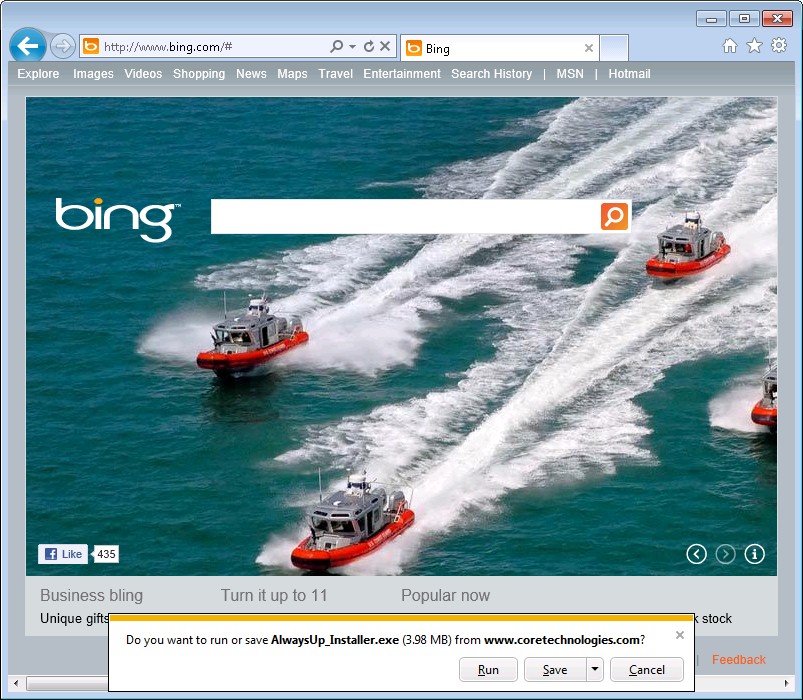 http://www.bing.com/#
Bing
Explore Images Videos Shopping News Maps Travel Entertainment Search History | MSN | Hotmail
bing™
Like 435
Business bling Turn it up to 11 Popular now
Unique gifts
stock
Do you want to run or save AlwaysUp_Installer.exe (3.98 MB) from www.coretechnologies.com?
Run Save Cancel
| Feedback